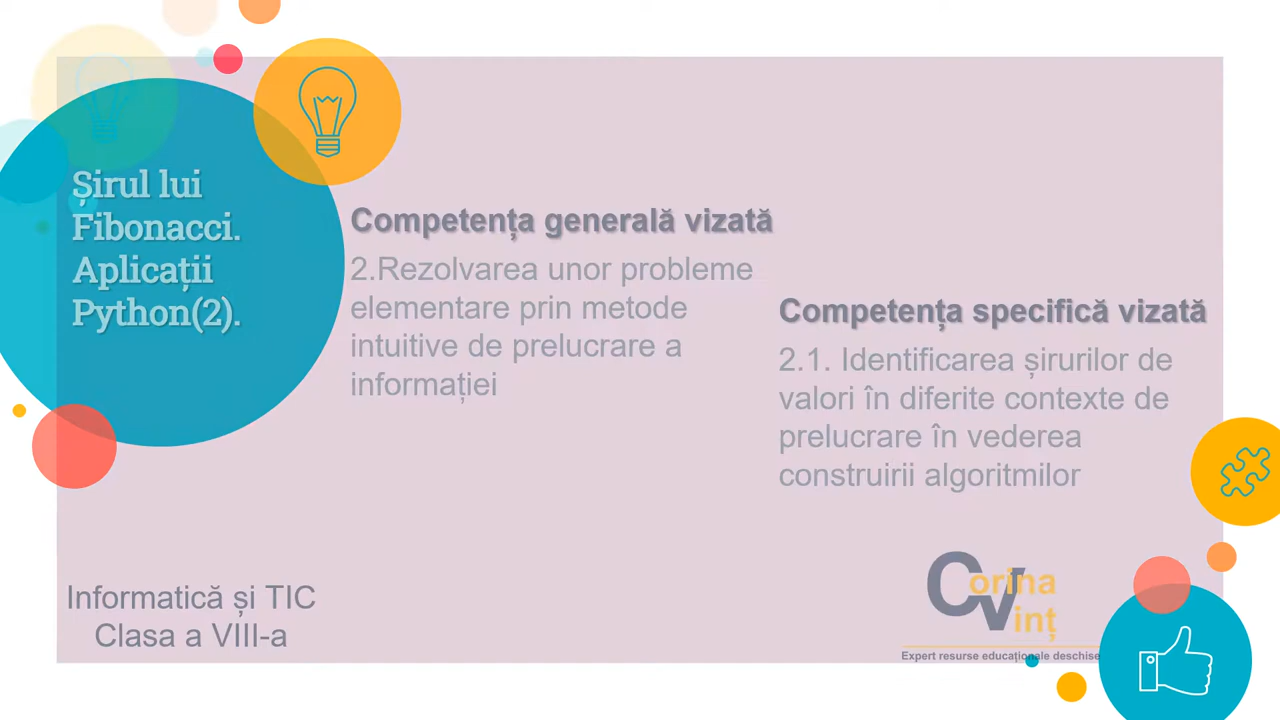 Șirul lui
Fibonacci.
Aplicații
Python(2).
Competența generală vizată
2.Rezolvarea unor probleme
elementare prin metode
intuitive de prelucrare a
informației
Competența specifică vizată
2.1. Identificarea șirurilor de
valori în diferite contexte de
prelucrare în vederea
construirii algoritmilor
Informatică și TIC
Clasa a VIII-a
Corina
Vinț
Expert resurse educaționale deschise